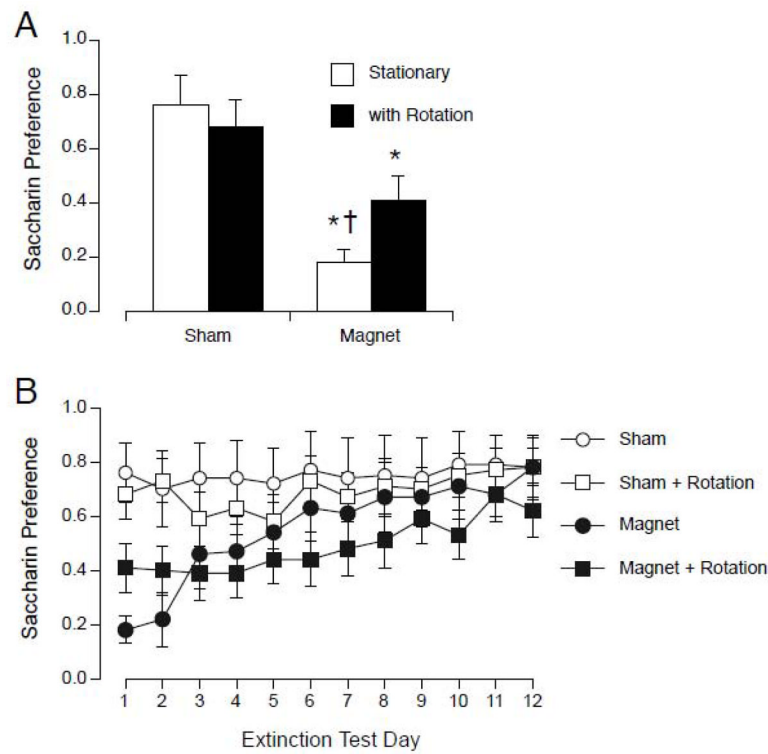 A
1.0
0.8
0.6
0.4
0.2
0.0
Saccharin Preference
Stationary
with Rotation
*
*†
Sham Magnet
B
1.0
0.8
0.6
0.4
0.2
0.0
Saccharin Preference
Sham
Sham + Rotation
Magnet
Magnet + Rotation
1 2 3 4 5 6 7 8 9 10 11 12
Extinction Test Day